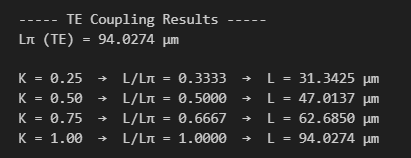 ----- TE Coupling Results -----
Lπ (TE) = 94.0274 µm
K = 0.25 → L/Lπ = 0.3333 → L = 31.3425 µm
K = 0.50 → L/Lπ = 0.5000 → L = 47.0137 µm
K = 0.75 → L/Lπ = 0.6667 → L = 62.6850 µm
K = 1.00 → L/Lπ = 1.0000 → L = 94.0274 µm